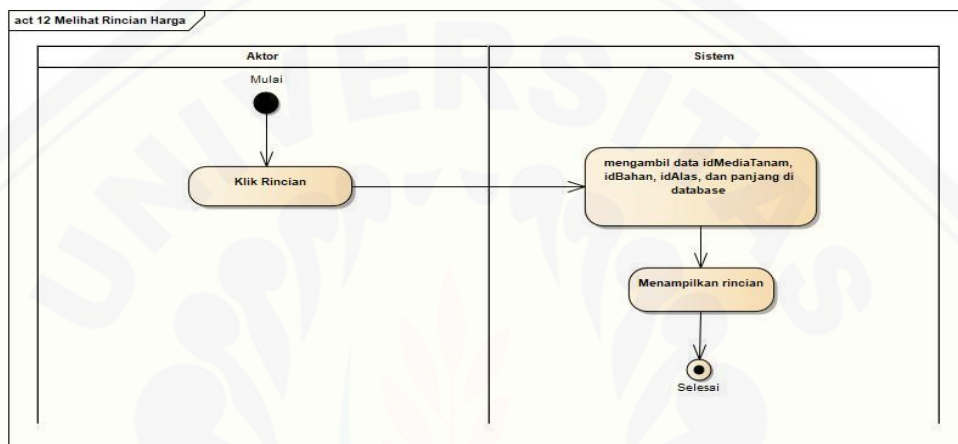 act 12 Melihat Rincian Harga
Aktor
Sistem
Mulai
Klik Rincian
mengambil data idMediaTanam,
idBahan, idAlas, dan panjang di
database
Menampilkan rincian
Selesai
UNIVERSITAS